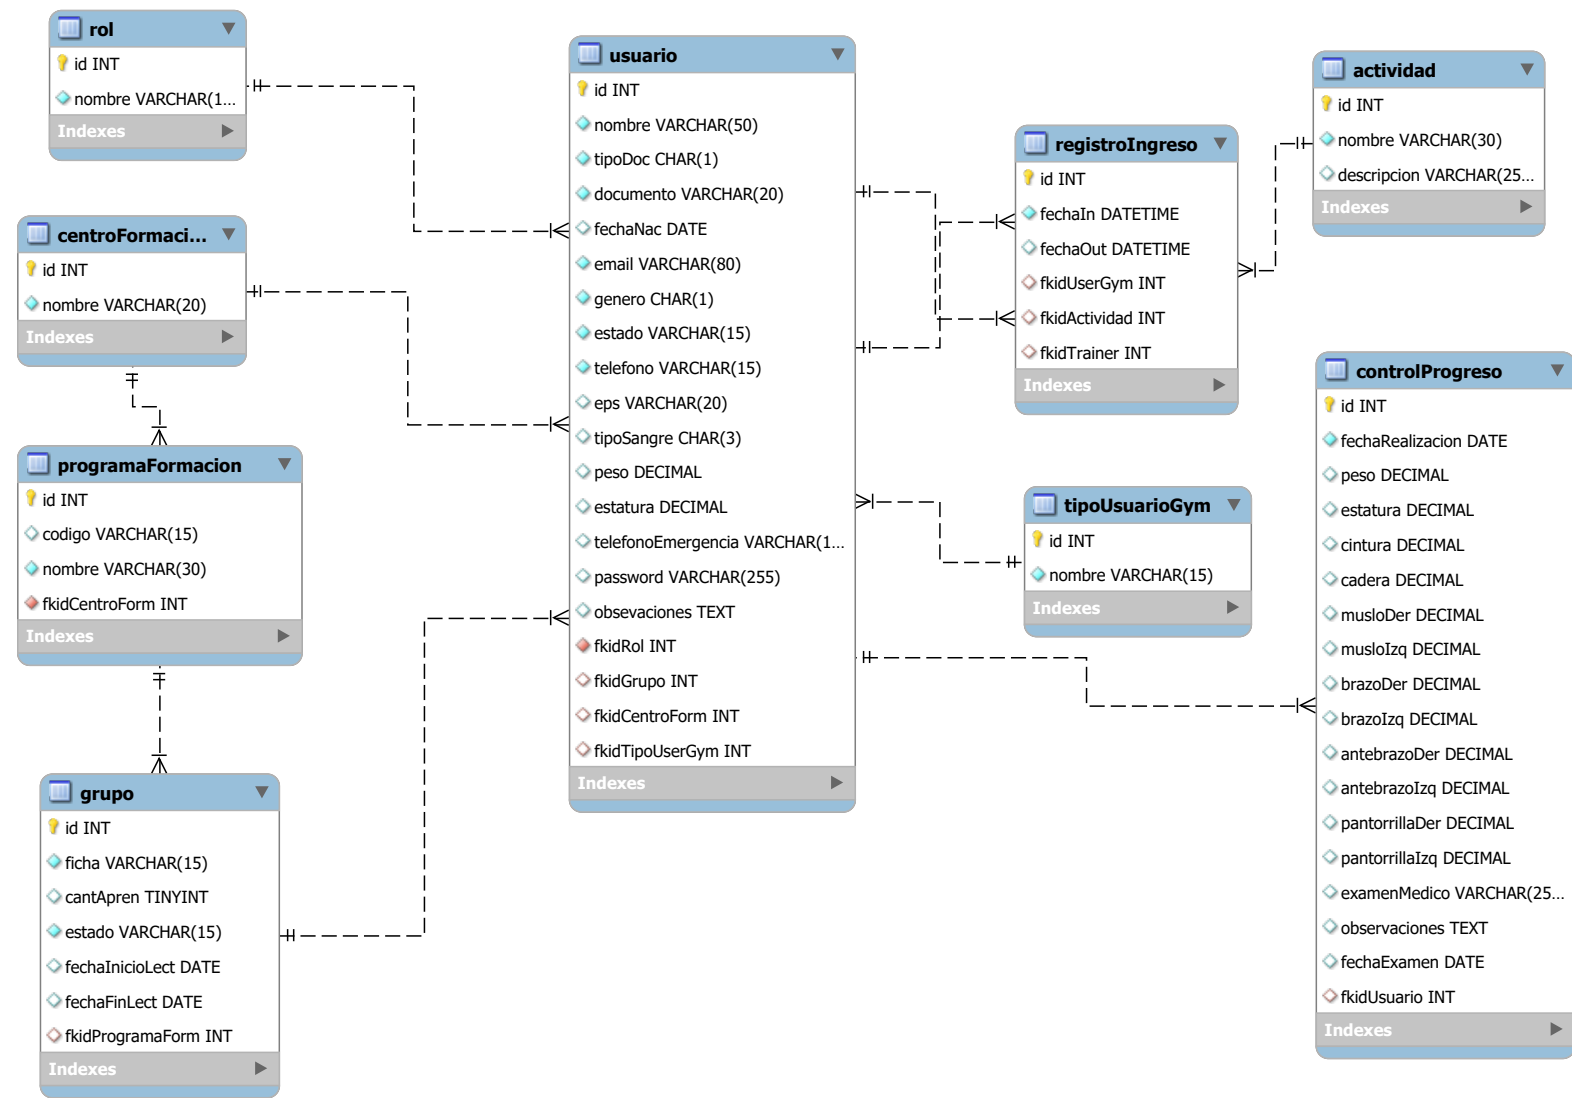 rol
id INT
nombre VARCHAR(1...
Indexes
centroFormaci...
id INT
nombre VARCHAR(20)
Indexes
programaFormacion
id INT
codigo VARCHAR(15)
nombre VARCHAR(30)
fkidCentroForm INT
Indexes
grupo
id INT
ficha VARCHAR(15)
cantApren TINYINT
estado VARCHAR(15)
fechaInicioLect DATE
fechaFinLect DATE
fkidProgramaForm INT
Indexes
usuario
id INT
nombre VARCHAR(50)
tipoDoc CHAR(1)
documento VARCHAR(20)
fechaNac DATE
email VARCHAR(80)
genero CHAR(1)
estado VARCHAR(15)
telefono VARCHAR(15)
eps VARCHAR(20)
tipoSangre CHAR(3)
peso DECIMAL
estatura DECIMAL
telefonoEmergencia VARCHAR(1...
password VARCHAR(255)
obsevaciones TEXT
fkidRol INT
fkidGrupo INT
fkidCentroForm INT
fkidTipoUserGym INT
Indexes
registroIngreso
id INT
fechaIn DATETIME
fechaOut DATETIME
fkidUserGym INT
fkidActividad INT
fkidTrainer INT
Indexes
tipoUsuarioGym
id INT
nombre VARCHAR(15)
Indexes
actividad
id INT
nombre VARCHAR(30)
descripcion VARCHAR(25...
Indexes
controlProgreso
id INT
fechaRealizacion DATE
peso DECIMAL
estatura DECIMAL
cintura DECIMAL
cadera DECIMAL
musloDer DECIMAL
musloIzq DECIMAL
brazoDer DECIMAL
brazoIzq DECIMAL
antebrazoDer DECIMAL
antebrazoIzq DECIMAL
pantorrillaDer DECIMAL
pantorrillaIzq DECIMAL
examenMedico VARCHAR(25...
observaciones TEXT
fechaExamen DATE
fkidUsuario INT
Indexes